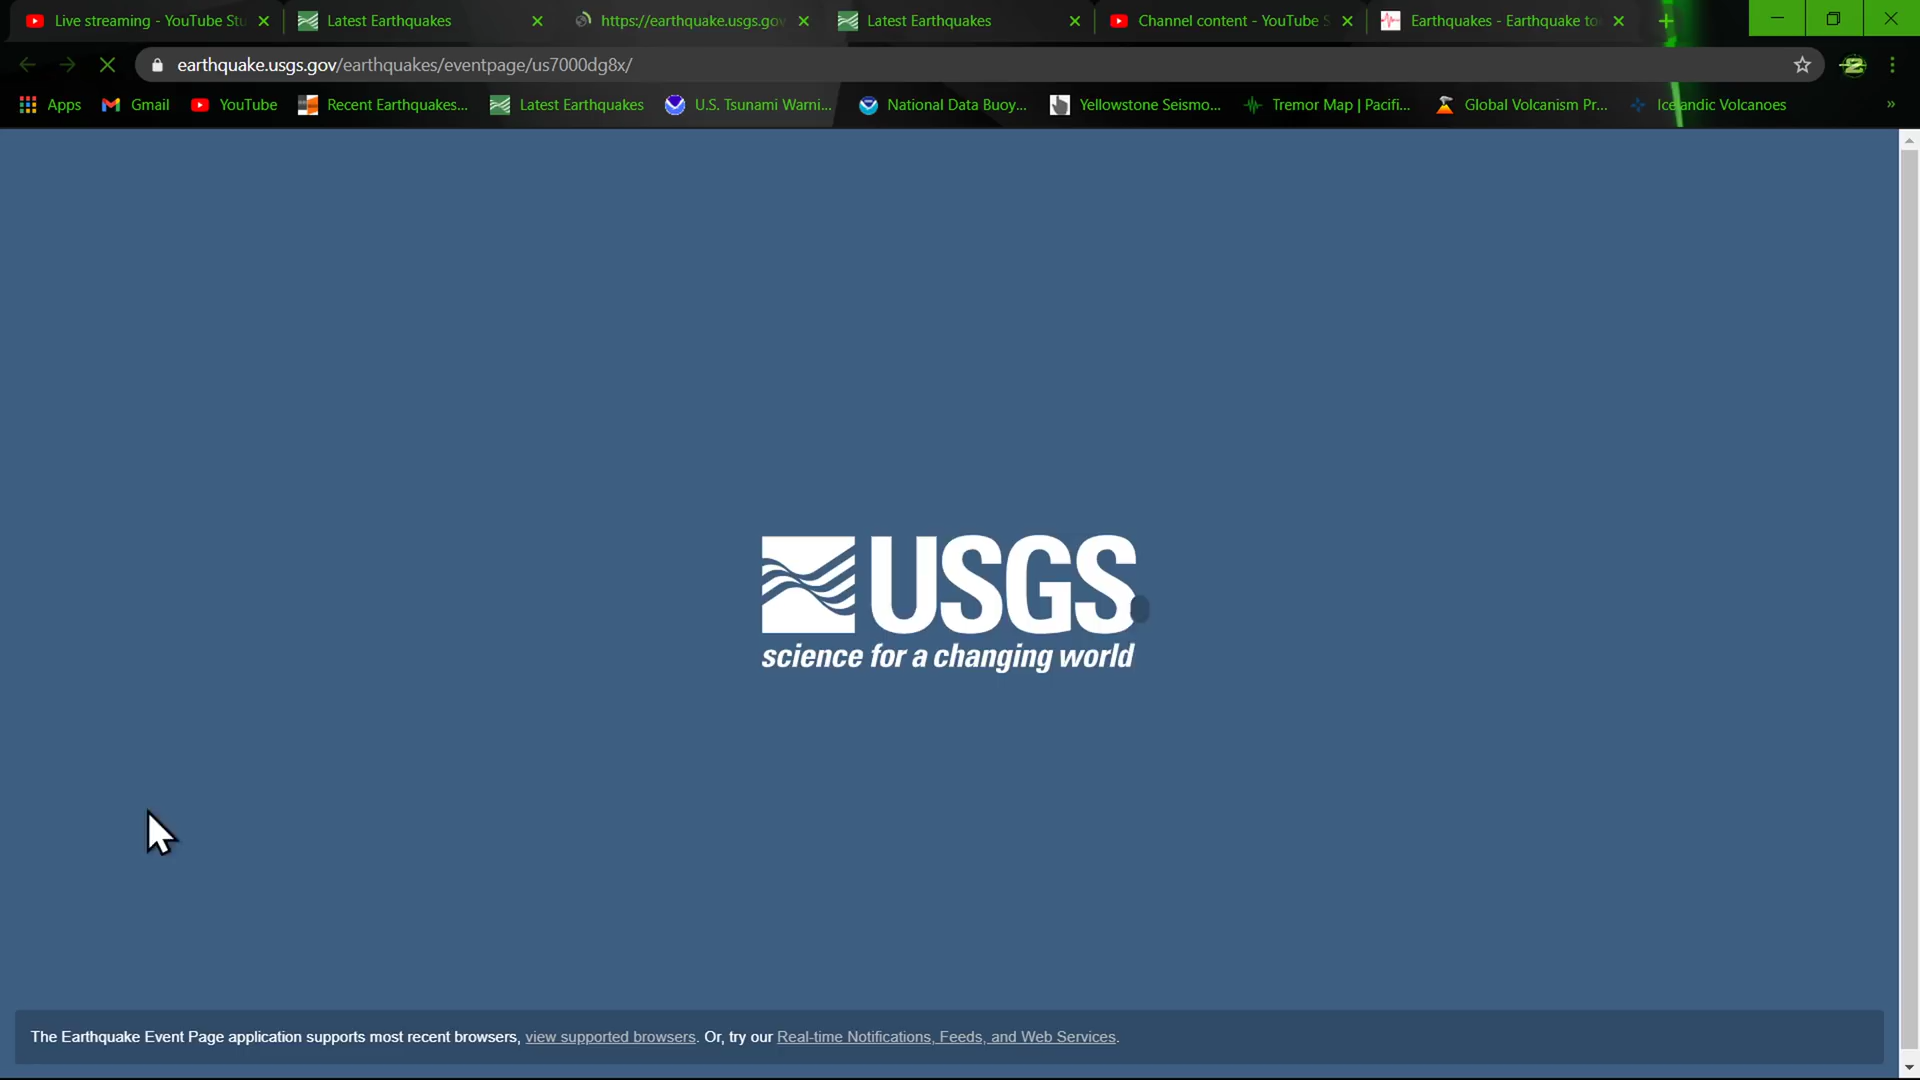 Live streaming - YouTube Stu
Latest Earthquakes
https://earthquake.usgs.gov
Latest Earthquakes
Channel content - YouTube S
Earthquakes - Earthquake too
earthquake.usgs.gov/earthquakes/eventpage/us7000dg8x/
Apps
Gmail
YouTube
Recent Earthquakes...
Latest Earthquakes
U.S. Tsunami Warni...
National Data Buoy...
Yellowstone Seismo...
Tremor Map | Pacifi...
Global Volcanism Pr...
Icelandic Volcanoes
»
USGS
science for a changing world
The Earthquake Event Page application supports most recent browsers, view supported browsers. Or, try our Real-time Notifications, Feeds, and Web Services.